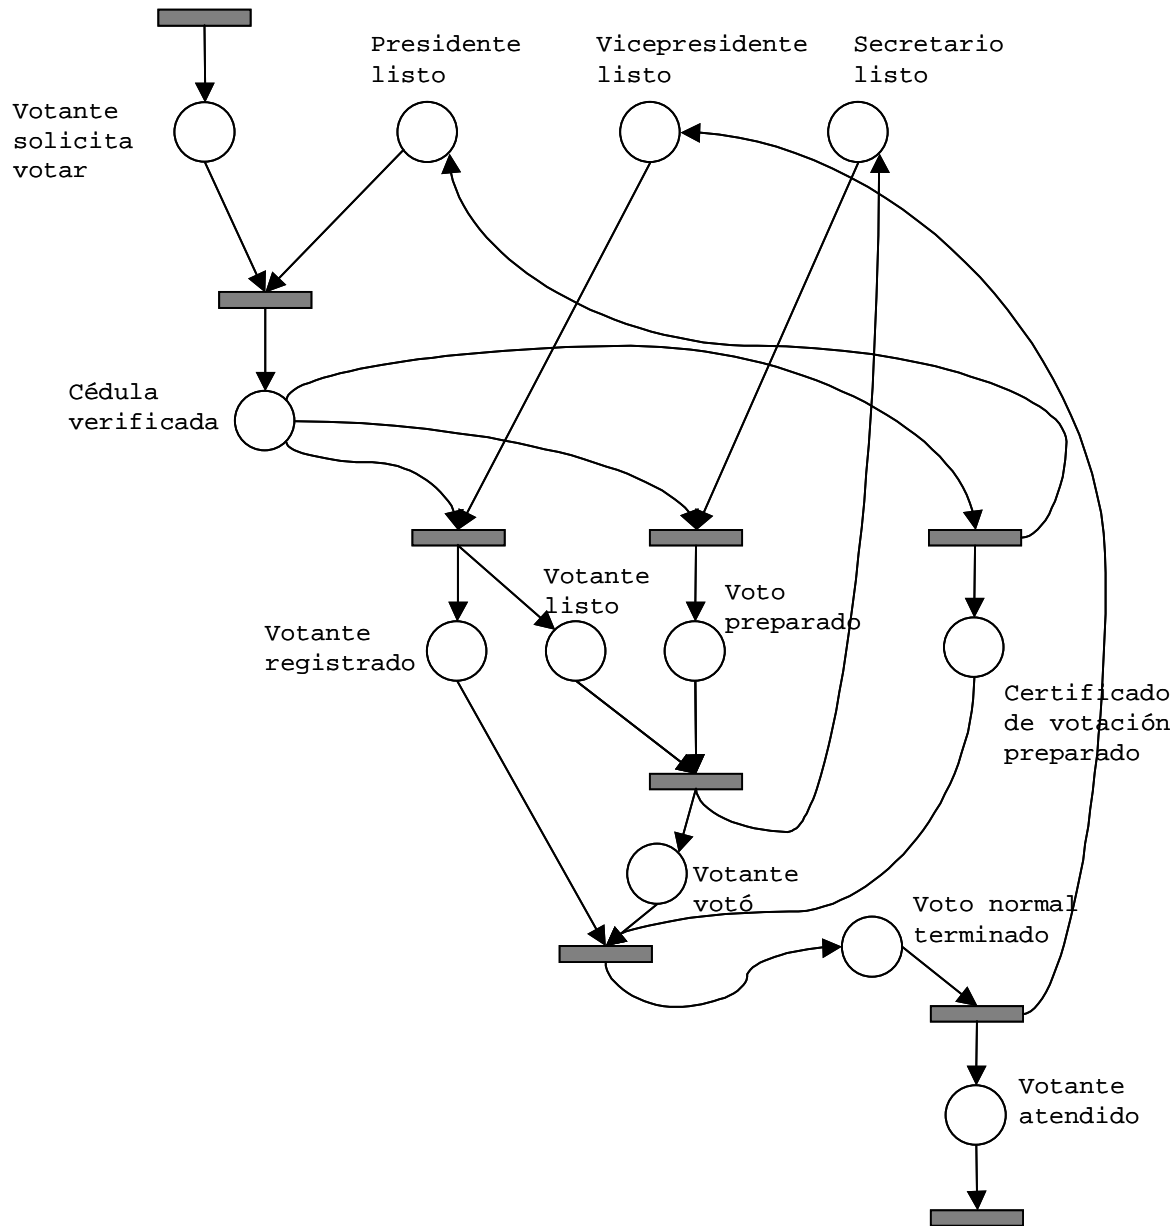 Presidente
listo
Vicepresidente
listo
Secretario
listo
Votante
solicita
votar
Cédula
verificada
Votante
listo
Voto
preparado
Votante
registrado
Certificado
de votación
preparado
Votante
votó
Voto normal
terminado
Votante
atendido